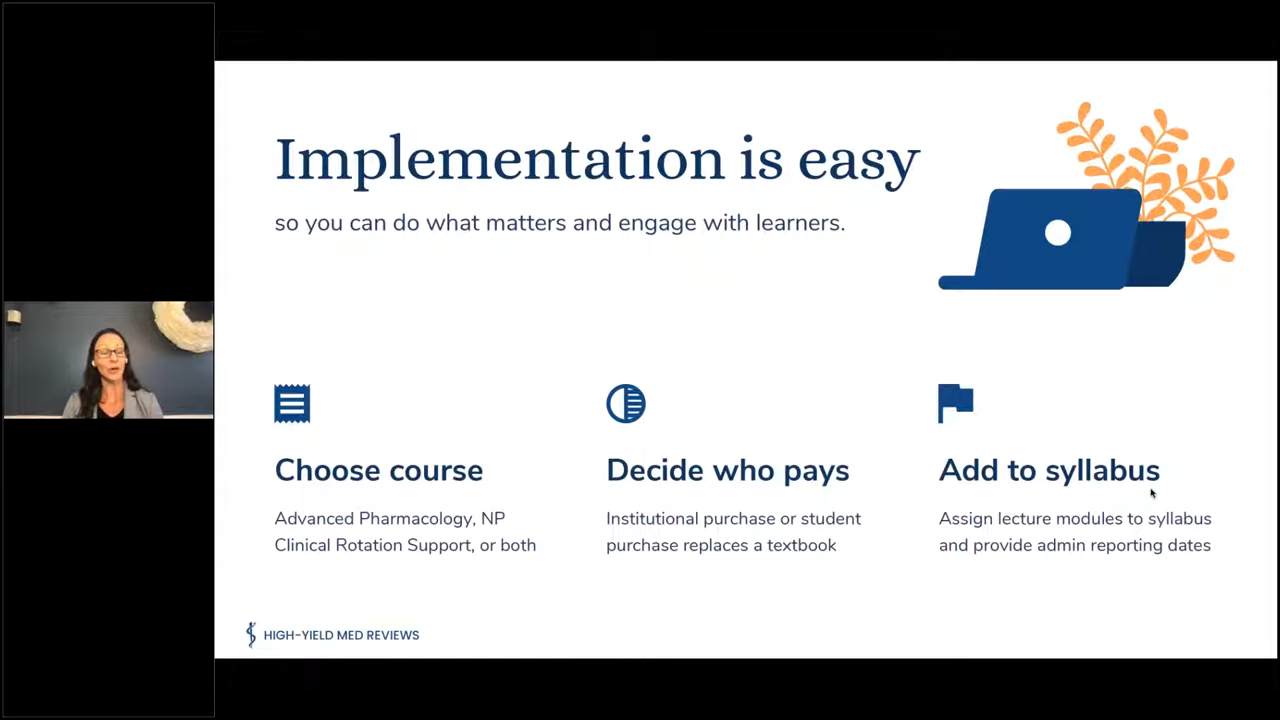 Implementation is easy
so you can do what matters and engage with learners.
Choose course
Advanced Pharmacology, NP
Clinical Rotation Support, or both
Decide who pays
Institutional purchase or student
purchase replaces a textbook
Add to syllabus
Assign lecture modules to syllabus
and provide admin reporting dates
HIGH-YIELD MED REVIEWS